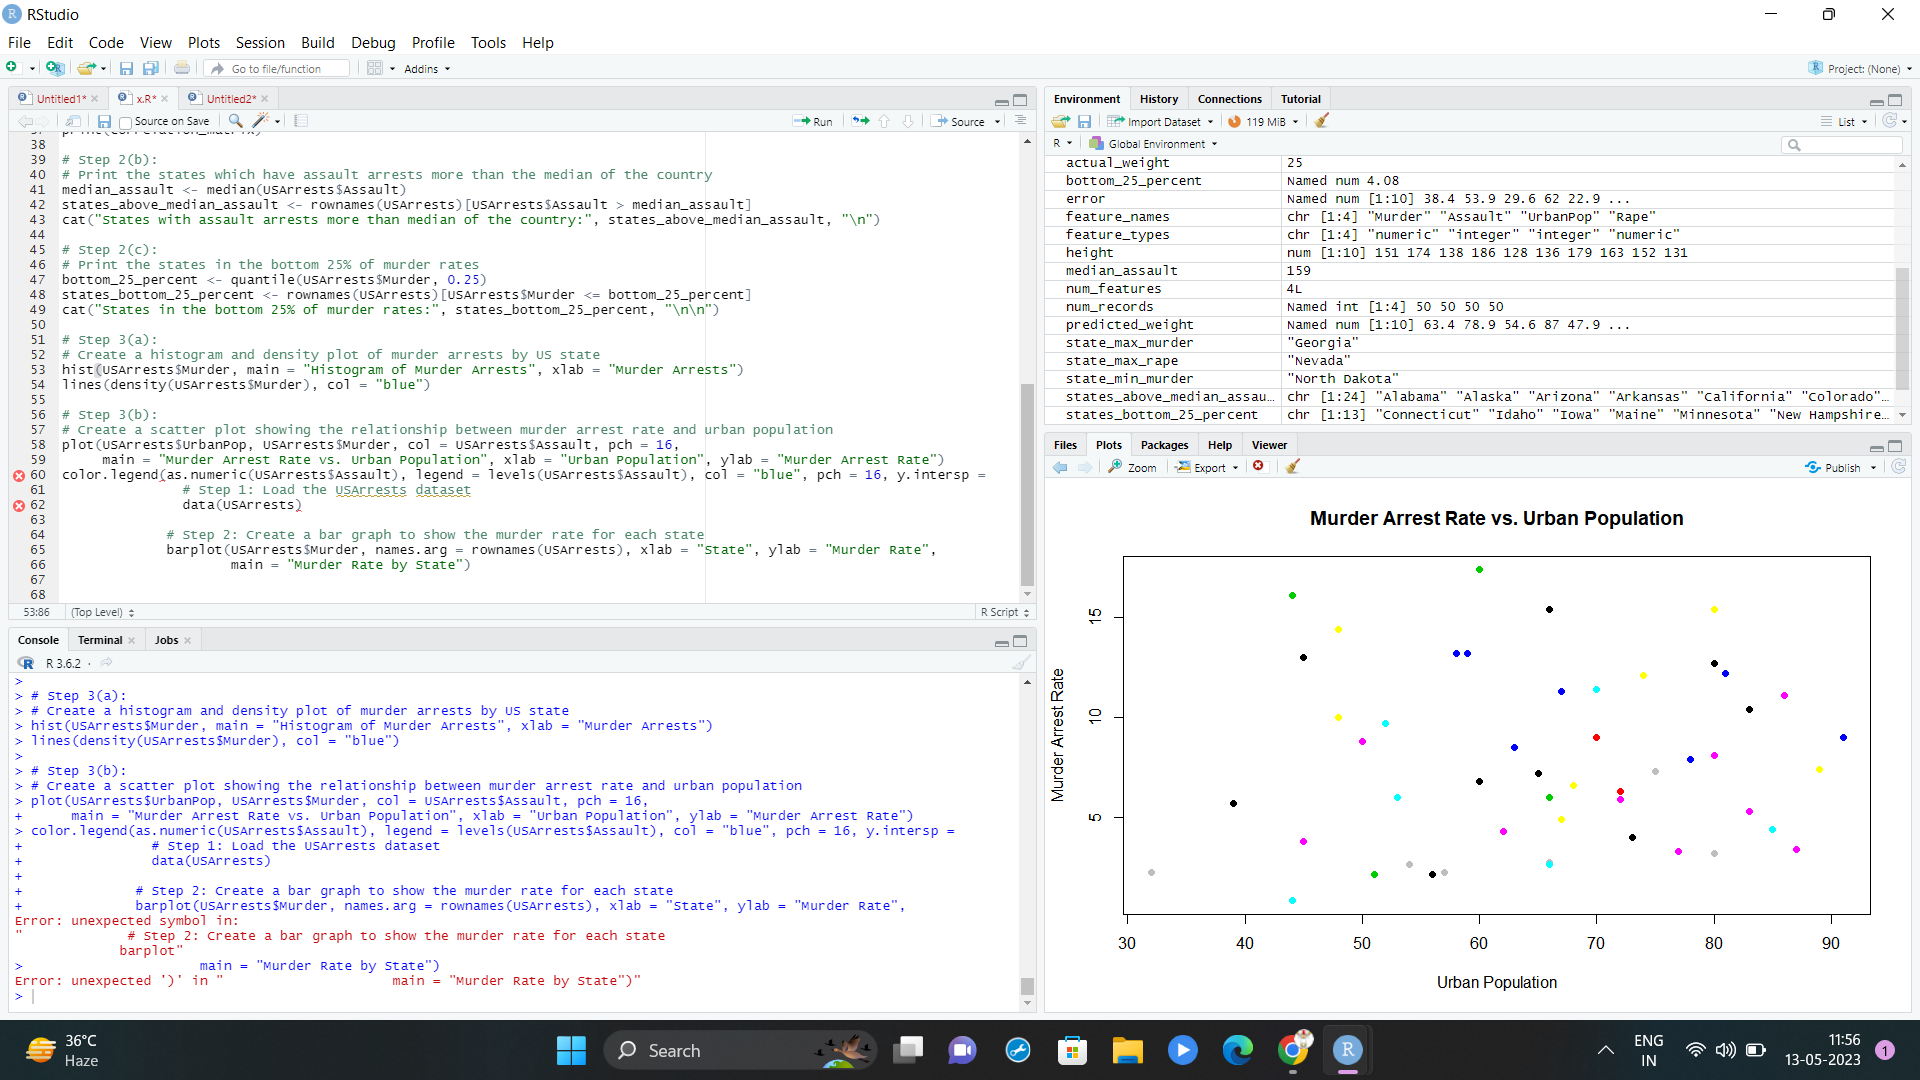 RStudio
File Edit Code View Plots Session Build Debug Profile Tools Help
Go to file/function Addins Project: (None)
Untitled1* x.R* Untitled2*
Source on Save Run Source
38
39 # Step 2(b):
40 # Print the states which have assault arrests more than the median of the country
41 median_assault <- median(USArrests$Assault)
42 states_above_median_assault <- rownames(USArrests)[USArrests$Assault > median_assault]
43 cat("States with assault arrests more than median of the country:", states_above_median_assault, "\n")
44
45 # Step 2(c):
46 # Print the states in the bottom 25% of murder rates
47 bottom_25_percent <- quantile(USArrests$Murder, 0.25)
48 states_bottom_25_percent <- rownames(USArrests)[USArrests$Murder <= bottom_25_percent]
49 cat("States in the bottom 25% of murder rates:", states_bottom_25_percent, "\n\n")
50
51 # Step 3(a):
52 # Create a histogram and density plot of murder arrests by US state
53 hist(USArrests$Murder, main = "Histogram of Murder Arrests", xlab = "Murder Arrests")
54 lines(density(USArrests$Murder), col = "blue")
55
56 # Step 3(b):
57 # Create a scatter plot showing the relationship between murder arrest rate and urban population
58 plot(USArrests$UrbanPop, USArrests$Murder, col = USArrests$Assault, pch = 16,
59 main = "Murder Arrest Rate vs. Urban Population", xlab = "Urban Population", ylab = "Murder Arrest Rate")
60 color.legend(as.numeric(USArrests$Assault), legend = levels(USArrests$Assault), col = "blue", pch = 16, y.intersp =
61 # Step 1: Load the USArrests dataset
62 data(USArrests)
63
64 # Step 2: Create a bar graph to show the murder rate for each state
65 barplot(USArrests$Murder, names.arg = rownames(USArrests), xlab = "State", ylab = "Murder Rate",
66 main = "Murder Rate by State")
67
68
53:86 (Top Level) R Script
Console Terminal Jobs
R 3.6.2 ·
>
> # Step 3(a):
> # Create a histogram and density plot of murder arrests by US state
> hist(USArrests$Murder, main = "Histogram of Murder Arrests", xlab = "Murder Arrests")
> lines(density(USArrests$Murder), col = "blue")
>
> # Step 3(b):
> # Create a scatter plot showing the relationship between murder arrest rate and urban population
> plot(USArrests$UrbanPop, USArrests$Murder, col = USArrests$Assault, pch = 16,
+ main = "Murder Arrest Rate vs. Urban Population", xlab = "Urban Population", ylab = "Murder Arrest Rate")
> color.legend(as.numeric(USArrests$Assault), legend = levels(USArrests$Assault), col = "blue", pch = 16, y.intersp =
+ # Step 1: Load the USArrests dataset
+ data(USArrests)
+
+ # Step 2: Create a bar graph to show the murder rate for each state
+ barplot(USArrests$Murder, names.arg = rownames(USArrests), xlab = "State", ylab = "Murder Rate",
Error: unexpected symbol in:
" # Step 2: Create a bar graph to show the murder rate for each state
barplot"
> main = "Murder Rate by State")
Error: unexpected ')' in " main = "Murder Rate by State")"
>
Environment History Connections Tutorial
Import Dataset 119 MiB List
R Global Environment
actual_weight 25
bottom_25_percent Named num 4.08
error Named num [1:10] 38.4 53.9 29.6 62 22.9 ...
feature_names chr [1:4] "Murder" "Assault" "UrbanPop" "Rape"
feature_types chr [1:4] "numeric" "integer" "integer" "numeric"
height num [1:10] 151 174 138 186 128 136 179 163 152 131
median_assault 159
num_features 4L
num_records Named int [1:4] 50 50 50 50
predicted_weight Named num [1:10] 63.4 78.9 54.6 87 47.9 ...
state_max_murder "Georgia"
state_max_rape "Nevada"
state_min_murder "North Dakota"
states_above_median_assau... chr [1:24] "Alabama" "Alaska" "Arizona" "Arkansas" "California" "Colorado"...
states_bottom_25_percent chr [1:13] "Connecticut" "Idaho" "Iowa" "Maine" "Minnesota" "New Hampshire...
Files Plots Packages Help Viewer
Zoom Export Publish
Murder Arrest Rate vs. Urban Population
Murder Arrest Rate
15
10
5
30 40 50 60 70 80 90
Urban Population
36°C
Haze
Search
ENG
IN
11:56
13-05-2023
1